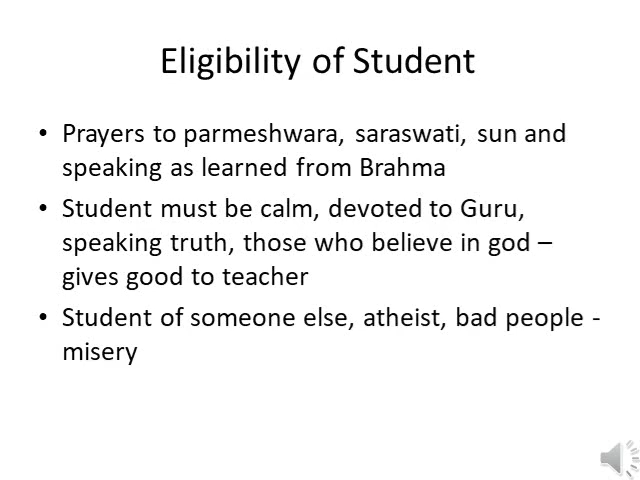 Eligibility of Student
• Prayers to parmeshwara, saraswati, sun and
speaking as learned from Brahma
• Student must be calm, devoted to Guru,
speaking truth, those who believe in god –
gives good to teacher
• Student of someone else, atheist, bad people -
misery